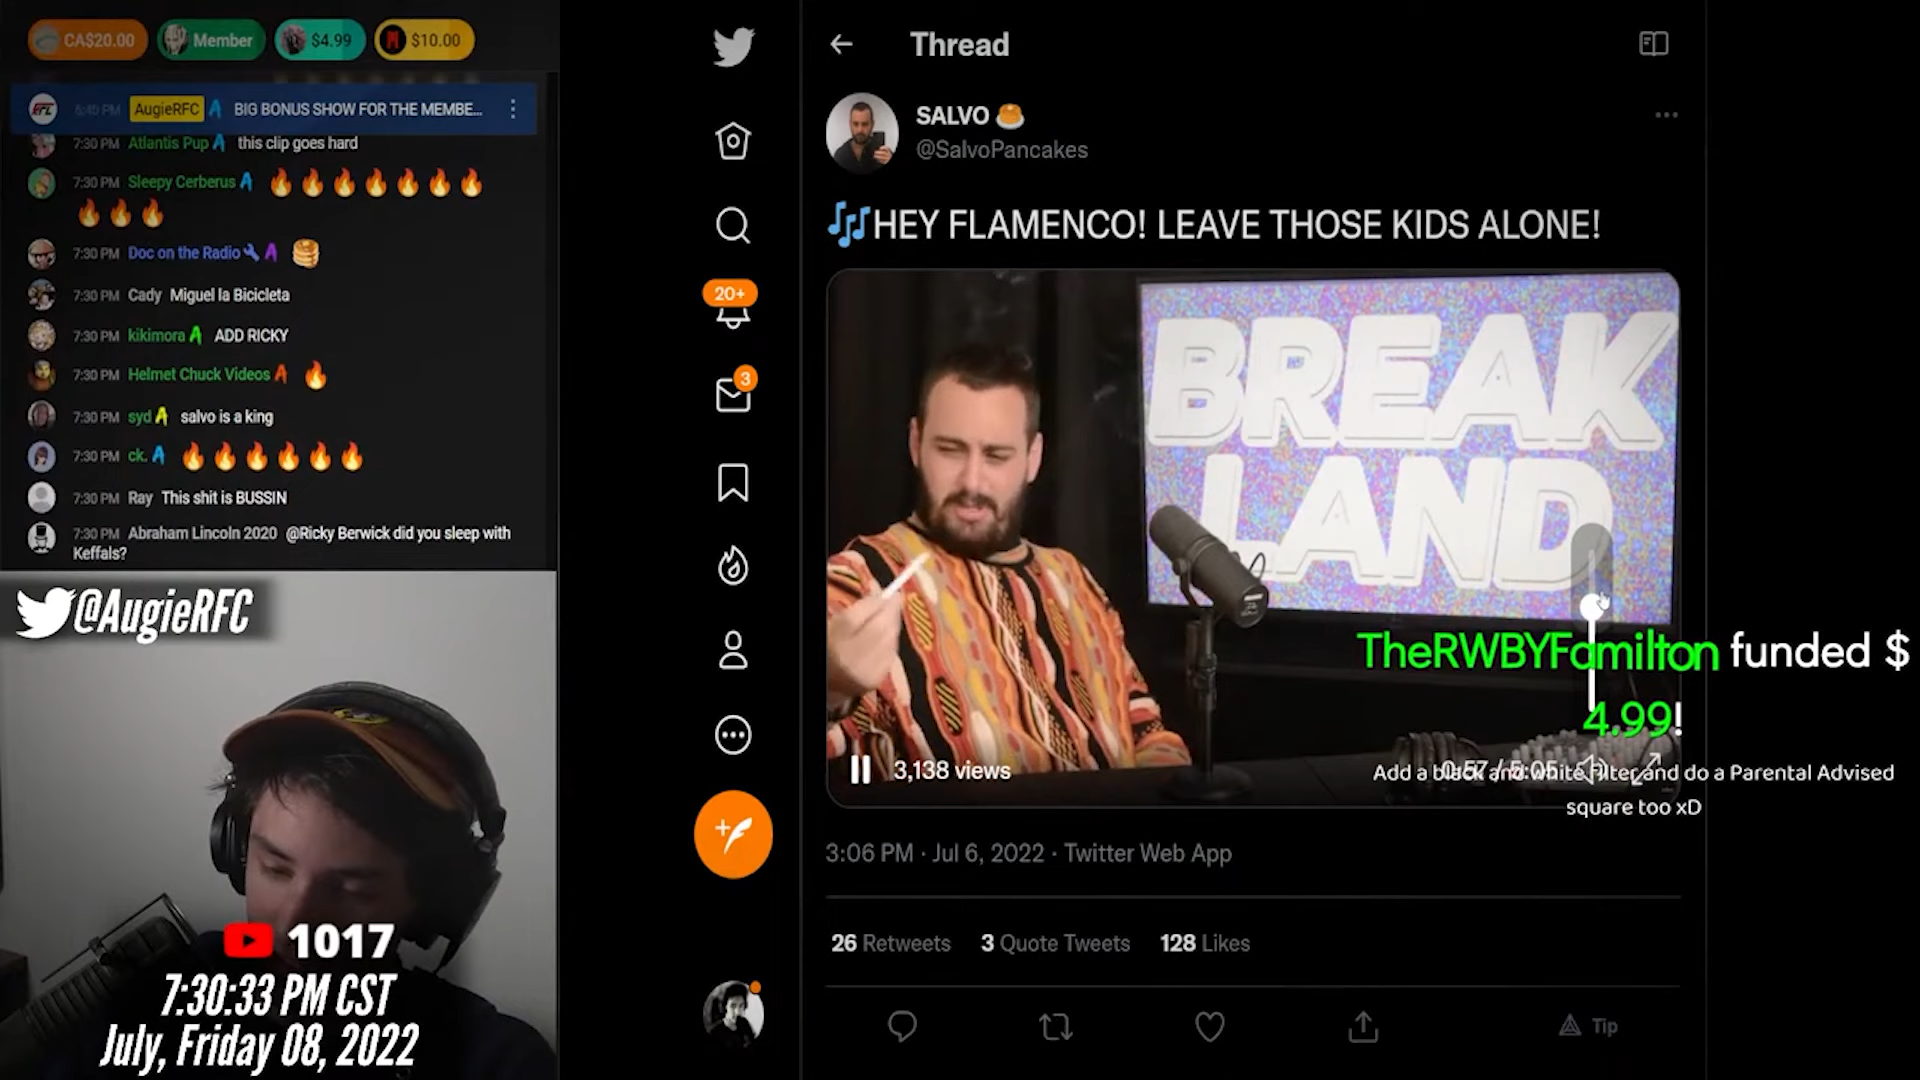 CA$20.00
Member
$4.99
$10.00
6:40 PM AugieRFC BIG BONUS SHOW FOR THE MEMBE...
7:30 PM Atlantis Pup this clip goes hard
7:30 PM Sleepy Cerberus 🔥🔥🔥🔥🔥🔥🔥
🔥🔥🔥
7:30 PM Doc on the Radio 🥞
7:30 PM Cady Miguel la Bicicleta
7:30 PM kikimora ADD RICKY
7:30 PM Helmet Chuck Videos 🔥
7:30 PM syd salvo is a king
7:30 PM ck. 🔥🔥🔥🔥🔥🔥
7:30 PM Ray This shit is BUSSIN
7:30 PM Abraham Lincoln 2020 @Ricky Berwick did you sleep with
Keffals?
@AugieRFC
1017
7:30:33 PM CST
July, Friday 08, 2022
20+
3
Thread
SALVO 🥞
@SalvoPancakes
🎶HEY FLAMENCO! LEAVE THOSE KIDS ALONE!
BREAK
LAND
TheRWBYFamilton funded $
4.99!
3,138 views
0:57 / 5:05
Add a black and white filter and do a Parental Advised
square too xD
3:06 PM · Jul 6, 2022 · Twitter Web App
26 Retweets 3 Quote Tweets 128 Likes
Tip